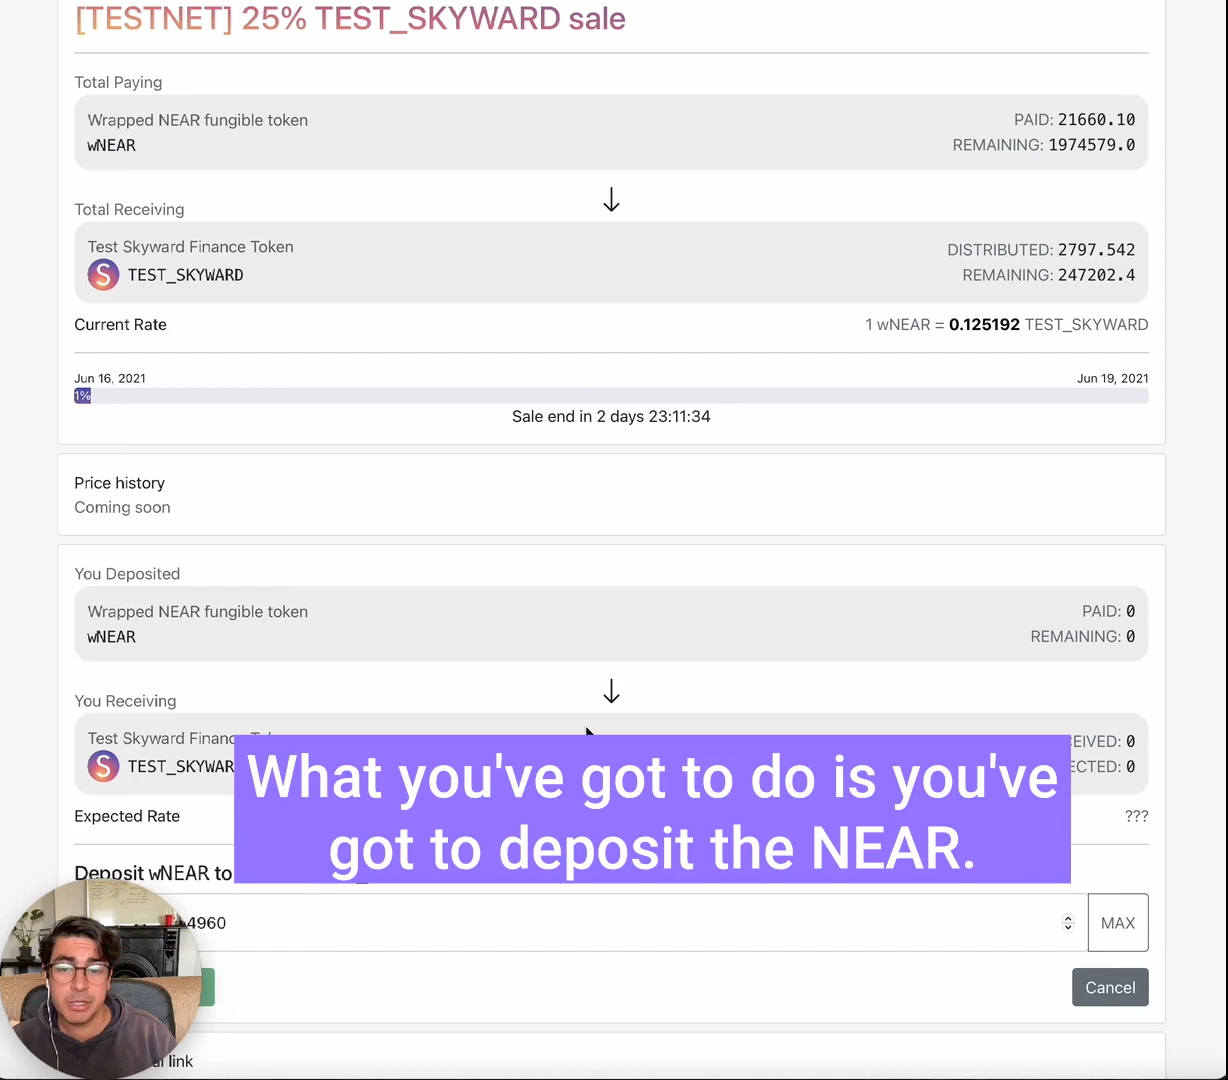 [TESTNET] 25% TEST_SKYWARD sale
Total Paying
Wrapped NEAR fungible token
PAID: 21660.10
wNEAR
REMAINING: 1974579.0
Total Receiving
Test Skyward Finance Token
DISTRIBUTED: 2797.542
S TEST_SKYWARD
REMAINING: 247202.4
Current Rate
1 wNEAR = 0.125192 TEST_SKYWARD
Jun 16, 2021
Jun 19, 2021
1%
Sale end in 2 days 23:11:34
Price history
Coming soon
You Deposited
Wrapped NEAR fungible token
PAID: 0
wNEAR
REMAINING: 0
You Receiving
Test Skyward Financ
EIVED: 0
S TEST_SKYWAR
ECTED: 0
What you've got to do is you've
got to deposit the NEAR.
Expected Rate
???
Deposit wNEAR to
4960
MAX
Cancel
link